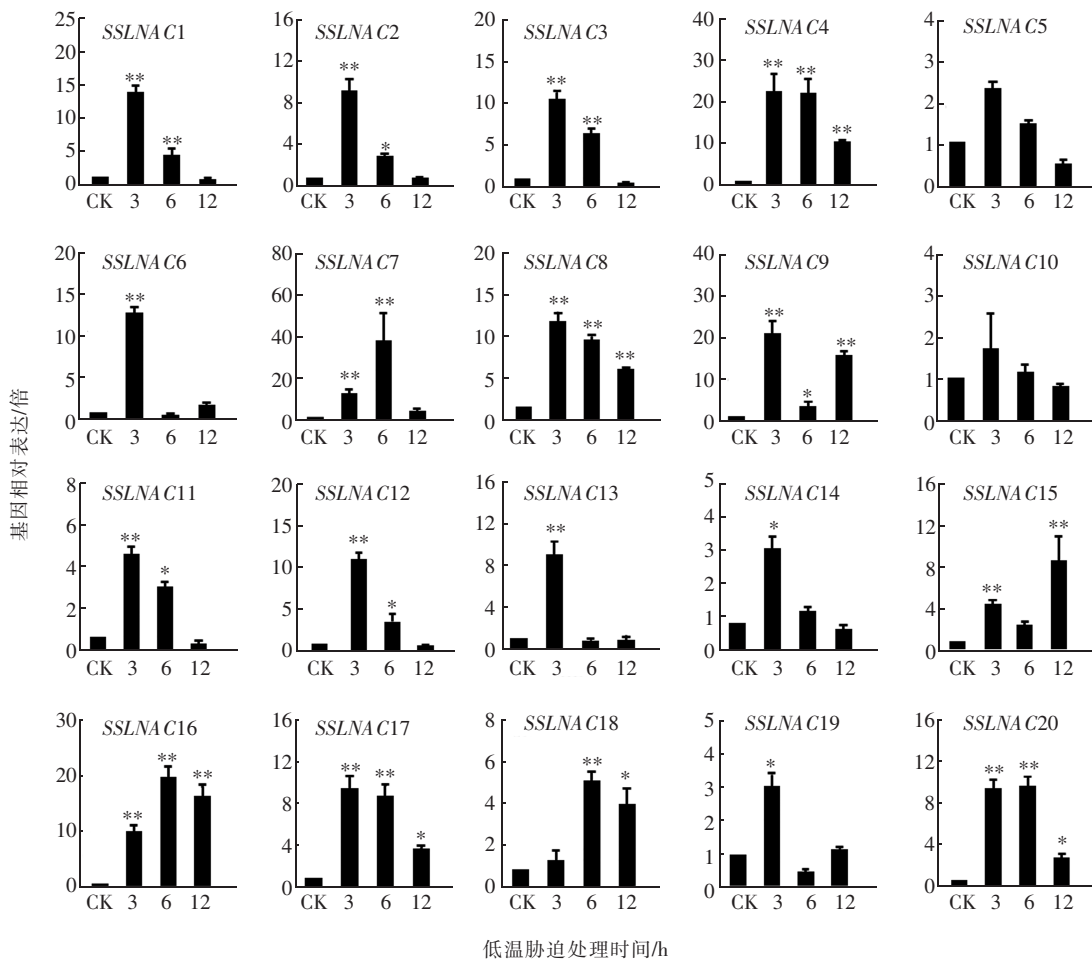 SSLNAC1
25
20
15
10
5
0
** **
CK 3 6 12
SSLNAC2
16
12
8
4
0
** *
CK 3 6 12
SSLNAC3
20
15
10
5
0
** **
CK 3 6 12
SSLNAC4
40
30
20
10
0
** ** **
CK 3 6 12
SSLNAC5
4
3
2
1
0
CK 3 6 12
SSLNAC6
20
15
10
5
0
**
CK 3 6 12
SSLNAC7
80
60
40
20
0
** **
CK 3 6 12
SSLNAC8
20
15
10
5
0
** ** **
CK 3 6 12
SSLNAC9
40
30
20
10
0
** * **
CK 3 6 12
SSLNAC10
4
3
2
1
0
CK 3 6 12
基因相对表达/倍
SSLNAC11
8
6
4
2
0
** *
CK 3 6 12
SSLNAC12
20
15
10
5
0
** *
CK 3 6 12
SSLNAC13
16
12
8
4
0
**
CK 3 6 12
SSLNAC14
5
4
3
2
1
0
*
CK 3 6 12
SSLNAC15
16
12
8
4
0
** **
CK 3 6 12
SSLNAC16
30
20
10
0
** ** **
CK 3 6 12
SSLNAC17
16
12
8
4
0
** ** *
CK 3 6 12
SSLNAC18
8
6
4
2
0
** *
CK 3 6 12
SSLNAC19
5
4
3
2
1
0
*
CK 3 6 12
SSLNAC20
16
12
8
4
0
** ** *
CK 3 6 12
低温胁迫处理时间/h